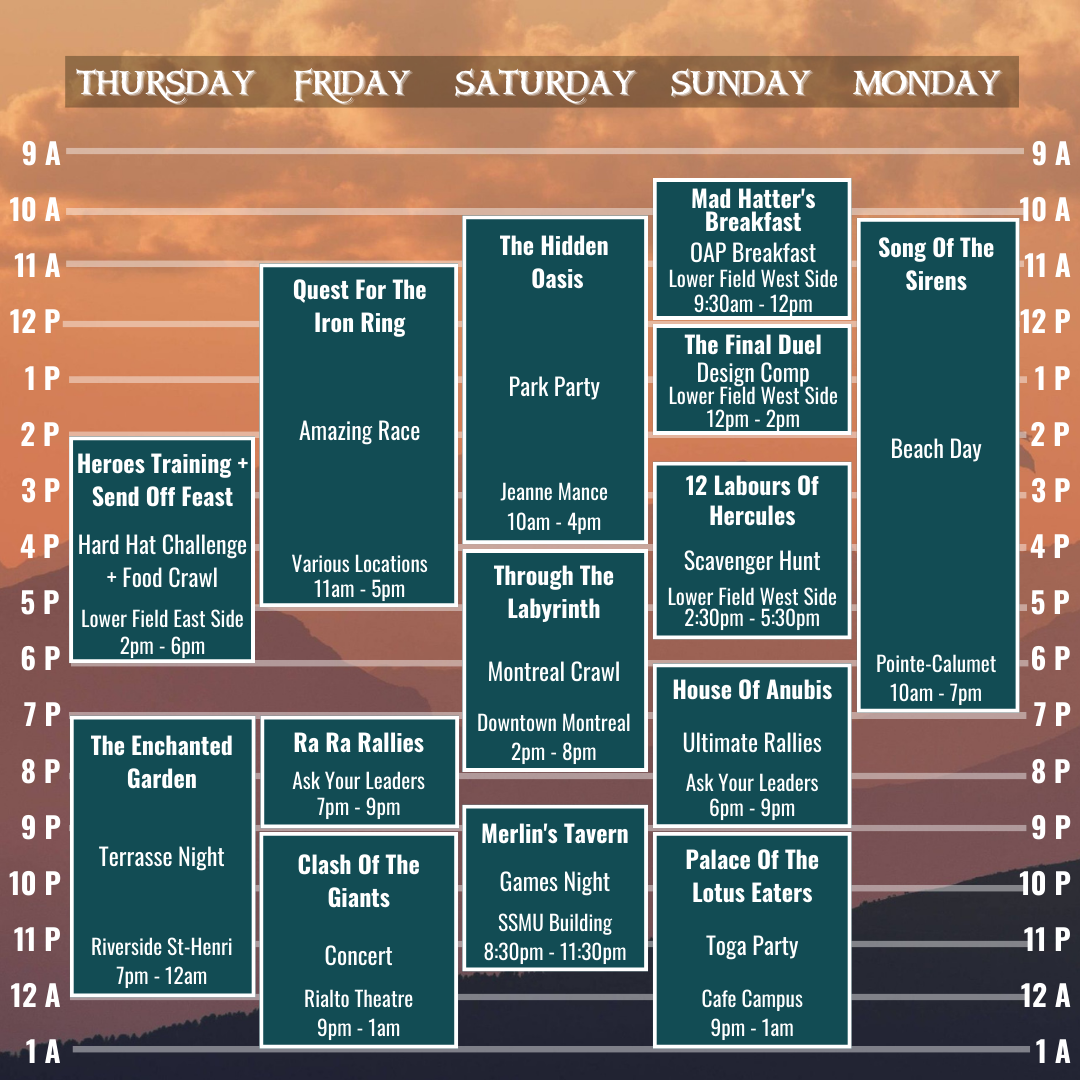 THURSDAY FRIDAY SATURDAY SUNDAY MONDAY
9 A
10 A
11 A
12 P
1 P
2 P
3 P
4 P
5 P
6 P
7 P
8 P
9 P
10 P
11 P
12 A
1 A
Heroes Training +
Send Off Feast
Hard Hat Challenge
+ Food Crawl
Lower Field East Side
2pm - 6pm
The Enchanted
Garden
Terrasse Night
Riverside St-Henri
7pm - 12am
Quest For The
Iron Ring
Amazing Race
Various Locations
11am - 5pm
Ra Ra Rallies
Ask Your Leaders
7pm - 9pm
Clash Of The
Giants
Concert
Rialto Theatre
9pm - 1am
The Hidden
Oasis
Park Party
Jeanne Mance
10am - 4pm
Through The
Labyrinth
Montreal Crawl
Downtown Montreal
2pm - 8pm
Merlin's Tavern
Games Night
SSMU Building
8:30pm - 11:30pm
Mad Hatter's
Breakfast
OAP Breakfast
Lower Field West Side
9:30am - 12pm
The Final Duel
Design Comp
Lower Field West Side
12pm - 2pm
12 Labours Of
Hercules
Scavenger Hunt
Lower Field West Side
2:30pm - 5:30pm
House Of Anubis
Ultimate Rallies
Ask Your Leaders
6pm - 9pm
Palace Of The
Lotus Eaters
Toga Party
Cafe Campus
9pm - 1am
Song Of The
Sirens
Beach Day
Pointe-Calumet
10am - 7pm
9 A
10 A
11 A
12 P
1 P
2 P
3 P
4 P
5 P
6 P
7 P
8 P
9 P
10 P
11 P
12 A
1 A